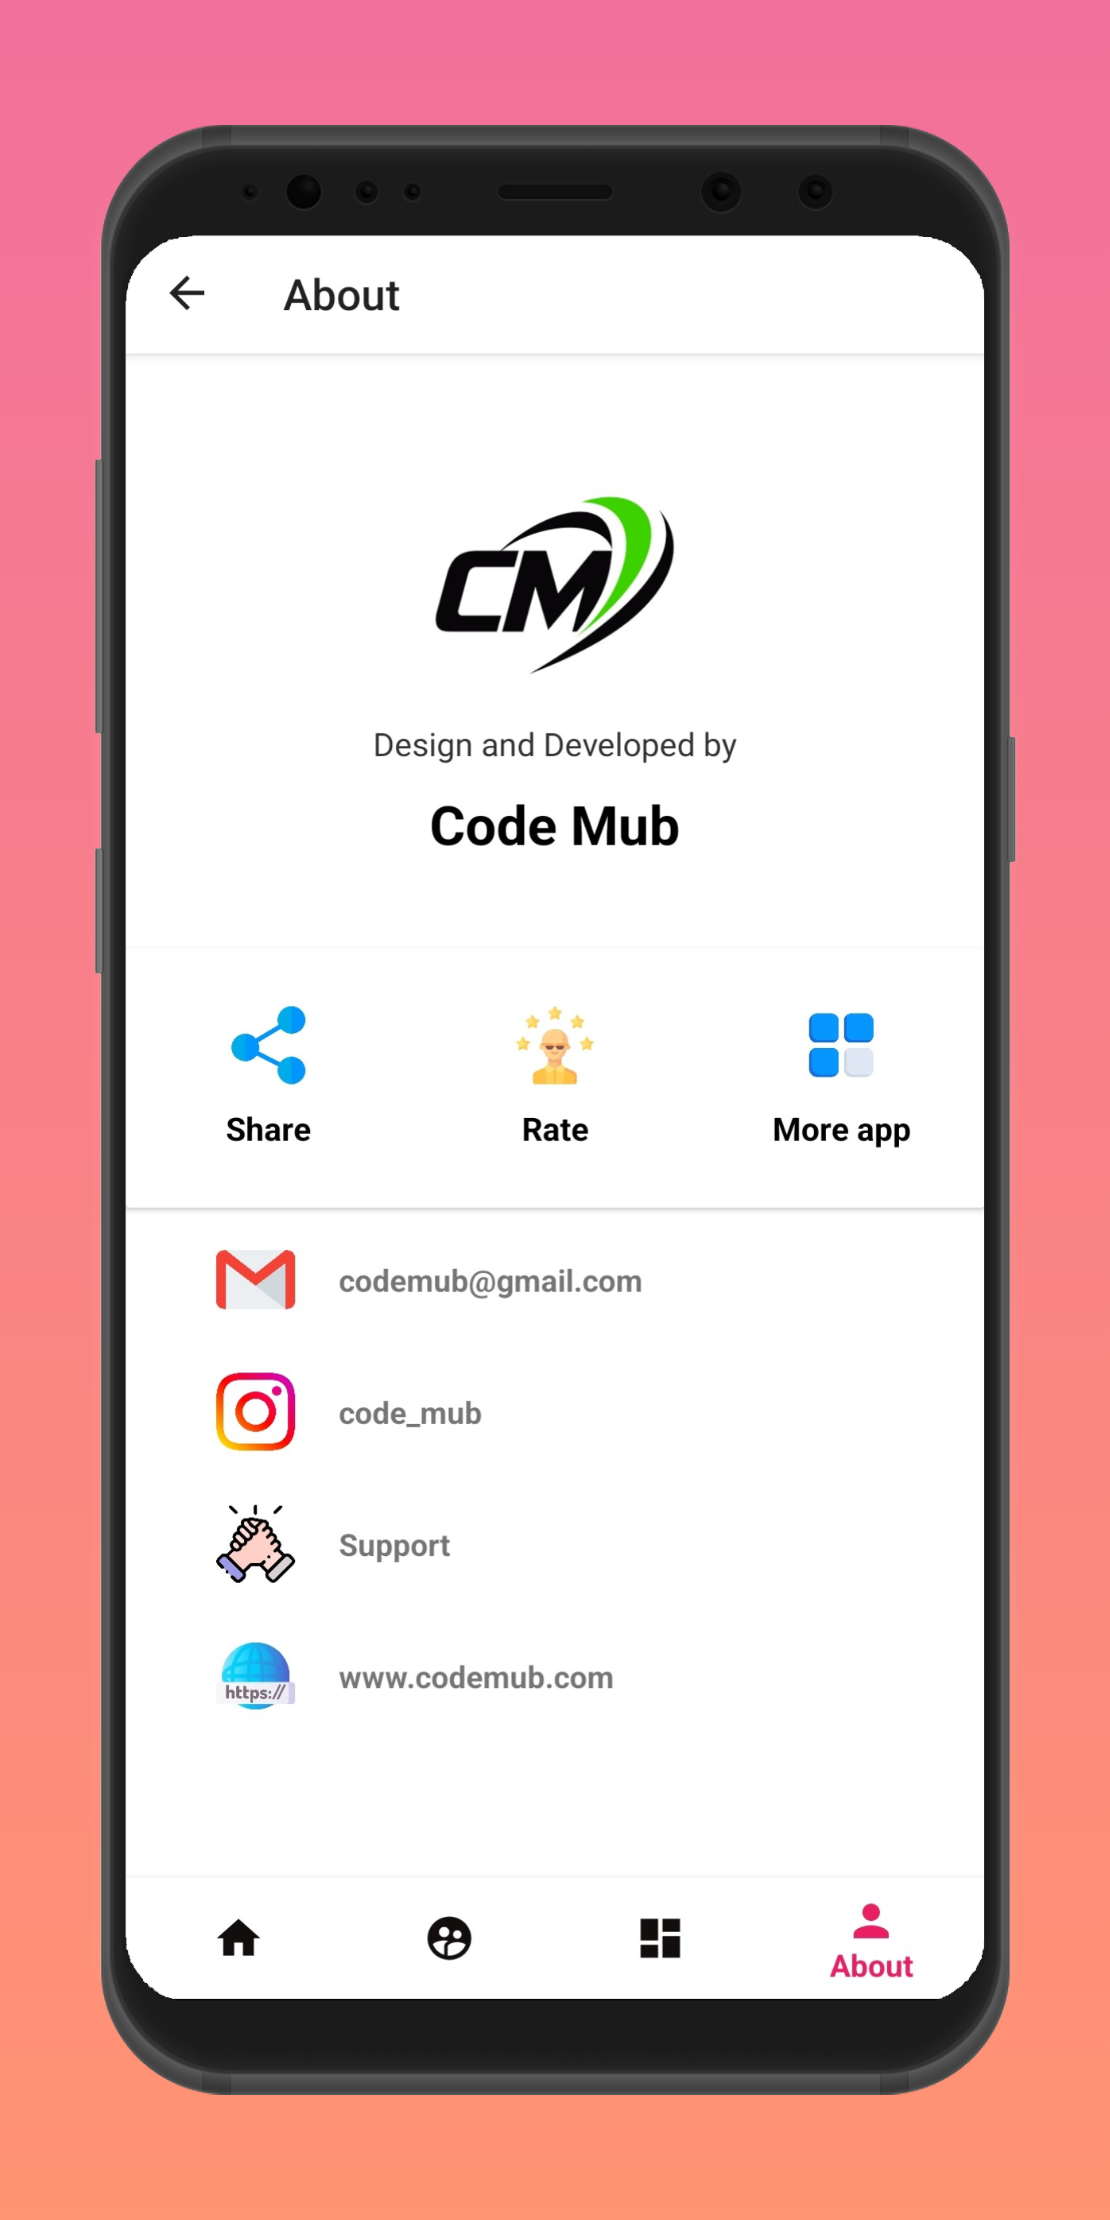 About
CM
Design and Developed by
Code Mub
Share
Rate
More app
codemub@gmail.com
code_mub
Support
https://
www.codemub.com
About